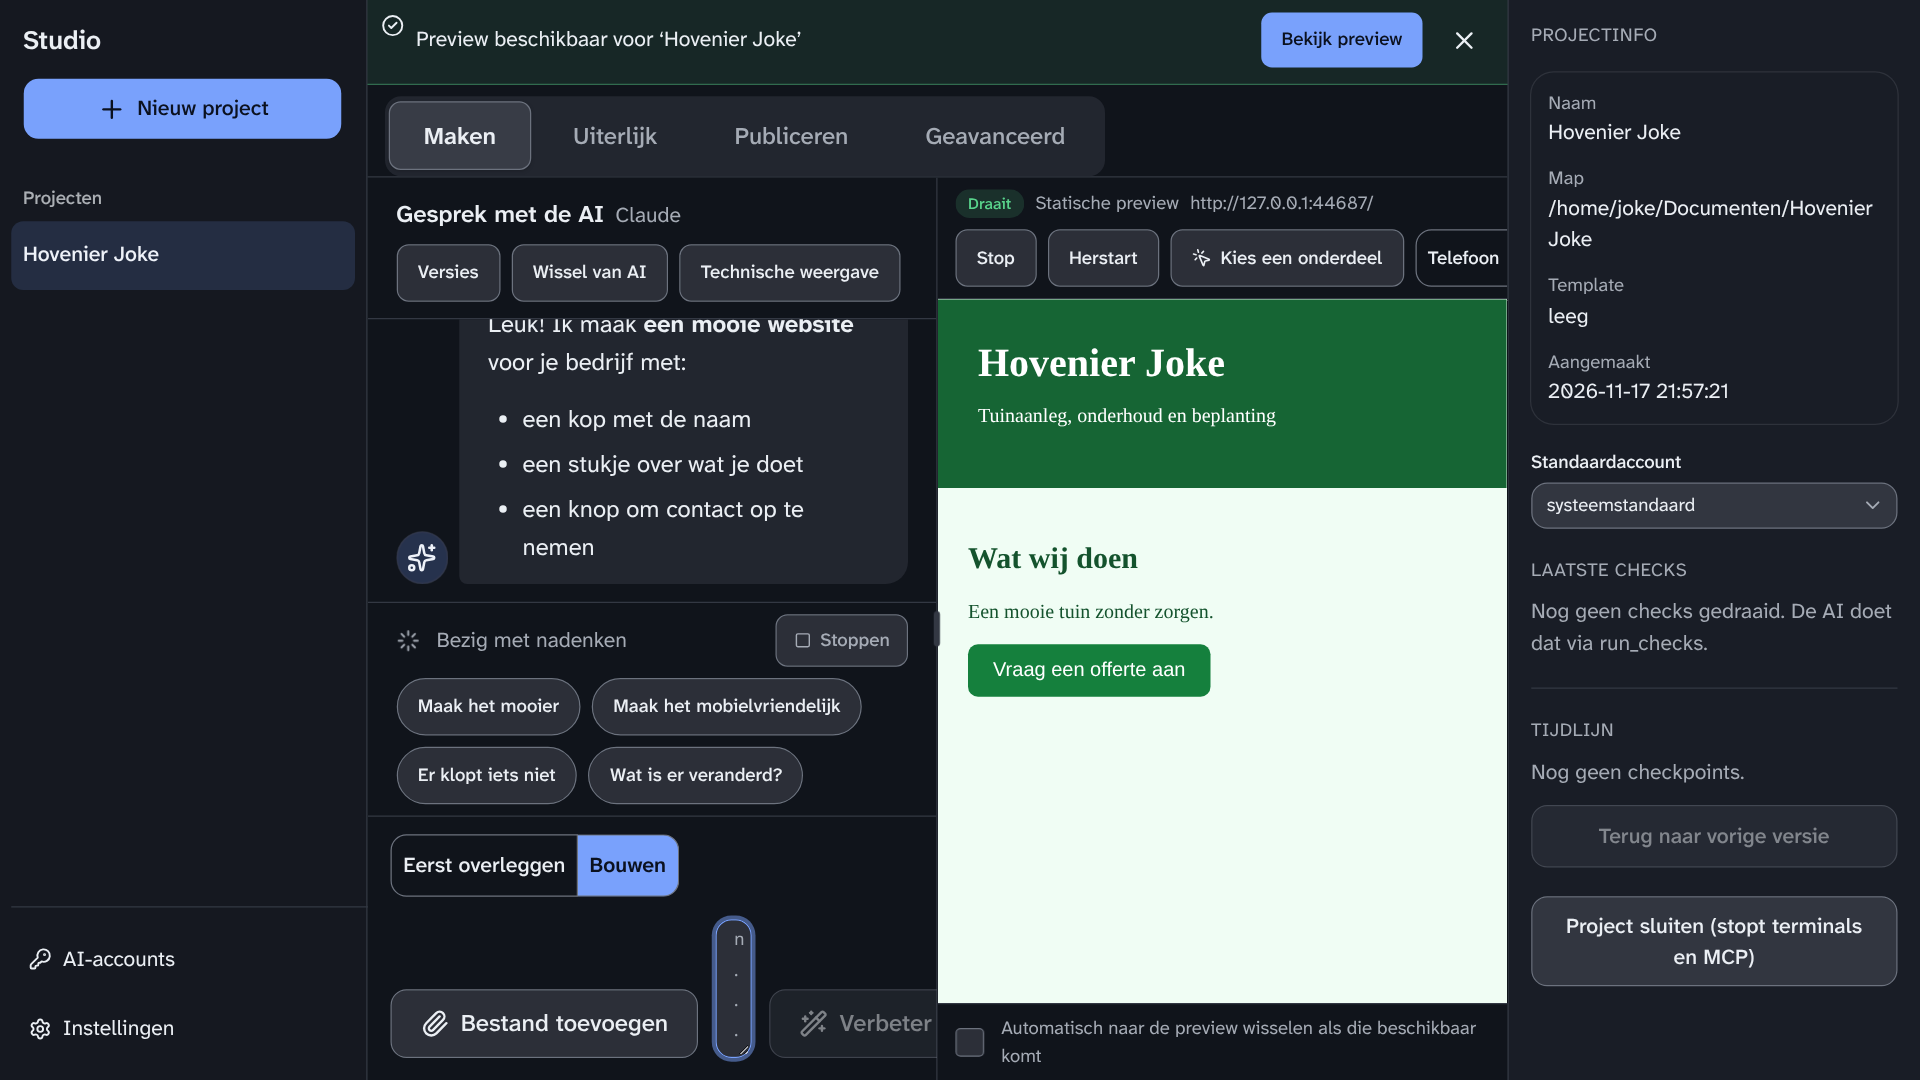 Studio
Nieuw project
Projecten
Hovenier Joke
AI-accounts
Instellingen
Preview beschikbaar voor ‘Hovenier Joke’
Bekijk preview
Maken
Uiterlijk
Publiceren
Geavanceerd
Gesprek met de AI Claude
Versies
Wissel van AI
Technische weergave
Leuk! Ik maak een mooie website
voor je bedrijf met:
• een kop met de naam
• een stukje over wat je doet
• een knop om contact op te
nemen
Bezig met nadenken
Stoppen
Maak het mooier
Maak het mobielvriendelijk
Er klopt iets niet
Wat is er veranderd?
Eerst overleggen
Bouwen
Bestand toevoegen
n
.
.
.
Verbeter
Draait
Statische preview http://127.0.0.1:44687/
Stop
Herstart
Kies een onderdeel
Telefoon
Hovenier Joke
Tuinaanleg, onderhoud en beplanting
Wat wij doen
Een mooie tuin zonder zorgen.
Vraag een offerte aan
Automatisch naar de preview wisselen als die beschikbaar
komt
PROJECTINFO
Naam
Hovenier Joke
Map
/home/joke/Documenten/Hovenier
Joke
Template
leeg
Aangemaakt
2026-11-17 21:57:21
Standaardaccount
systeemstandaard
LAATSTE CHECKS
Nog geen checks gedraaid. De AI doet
dat via run_checks.
TIJDLIJN
Nog geen checkpoints.
Terug naar vorige versie
Project sluiten (stopt terminals
en MCP)